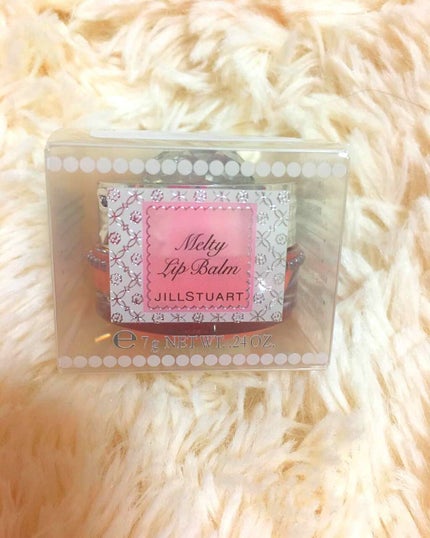 Melty
Lip Balm
JILLSTUART
℮ 7g NET WT. .24 OZ.